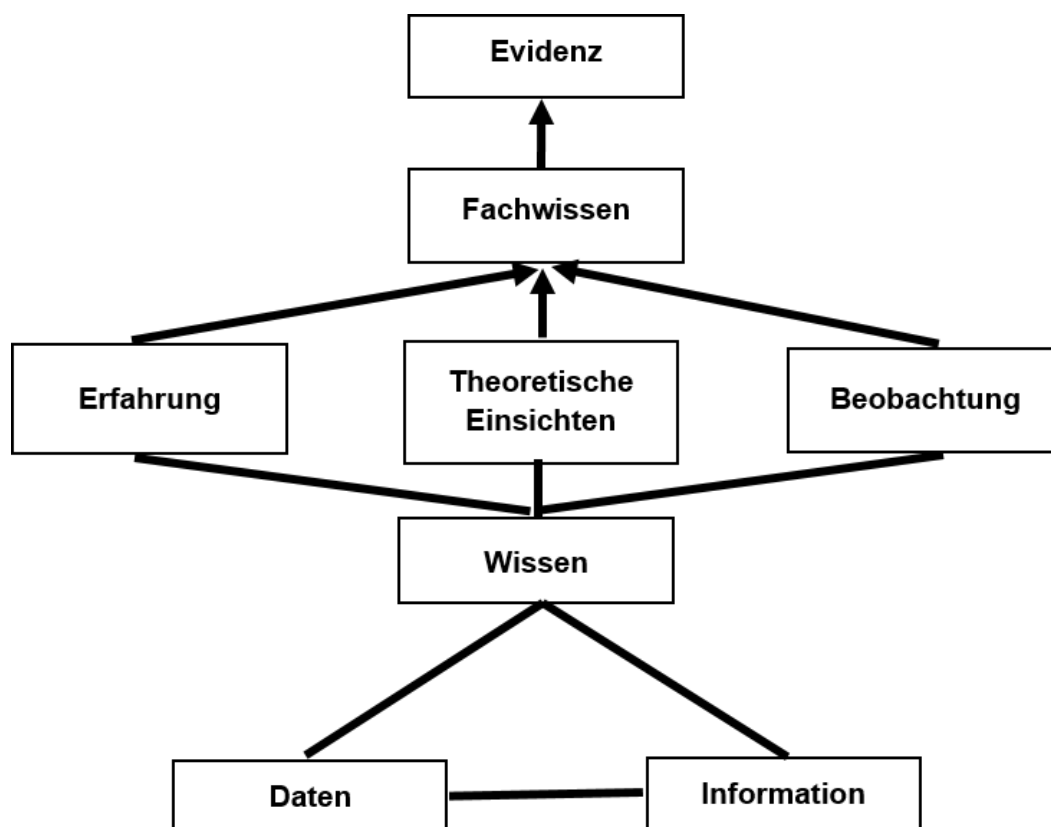 Evidenz
Fachwissen
Erfahrung
Theoretische
Einsichten
Beobachtung
Wissen
Daten
Information